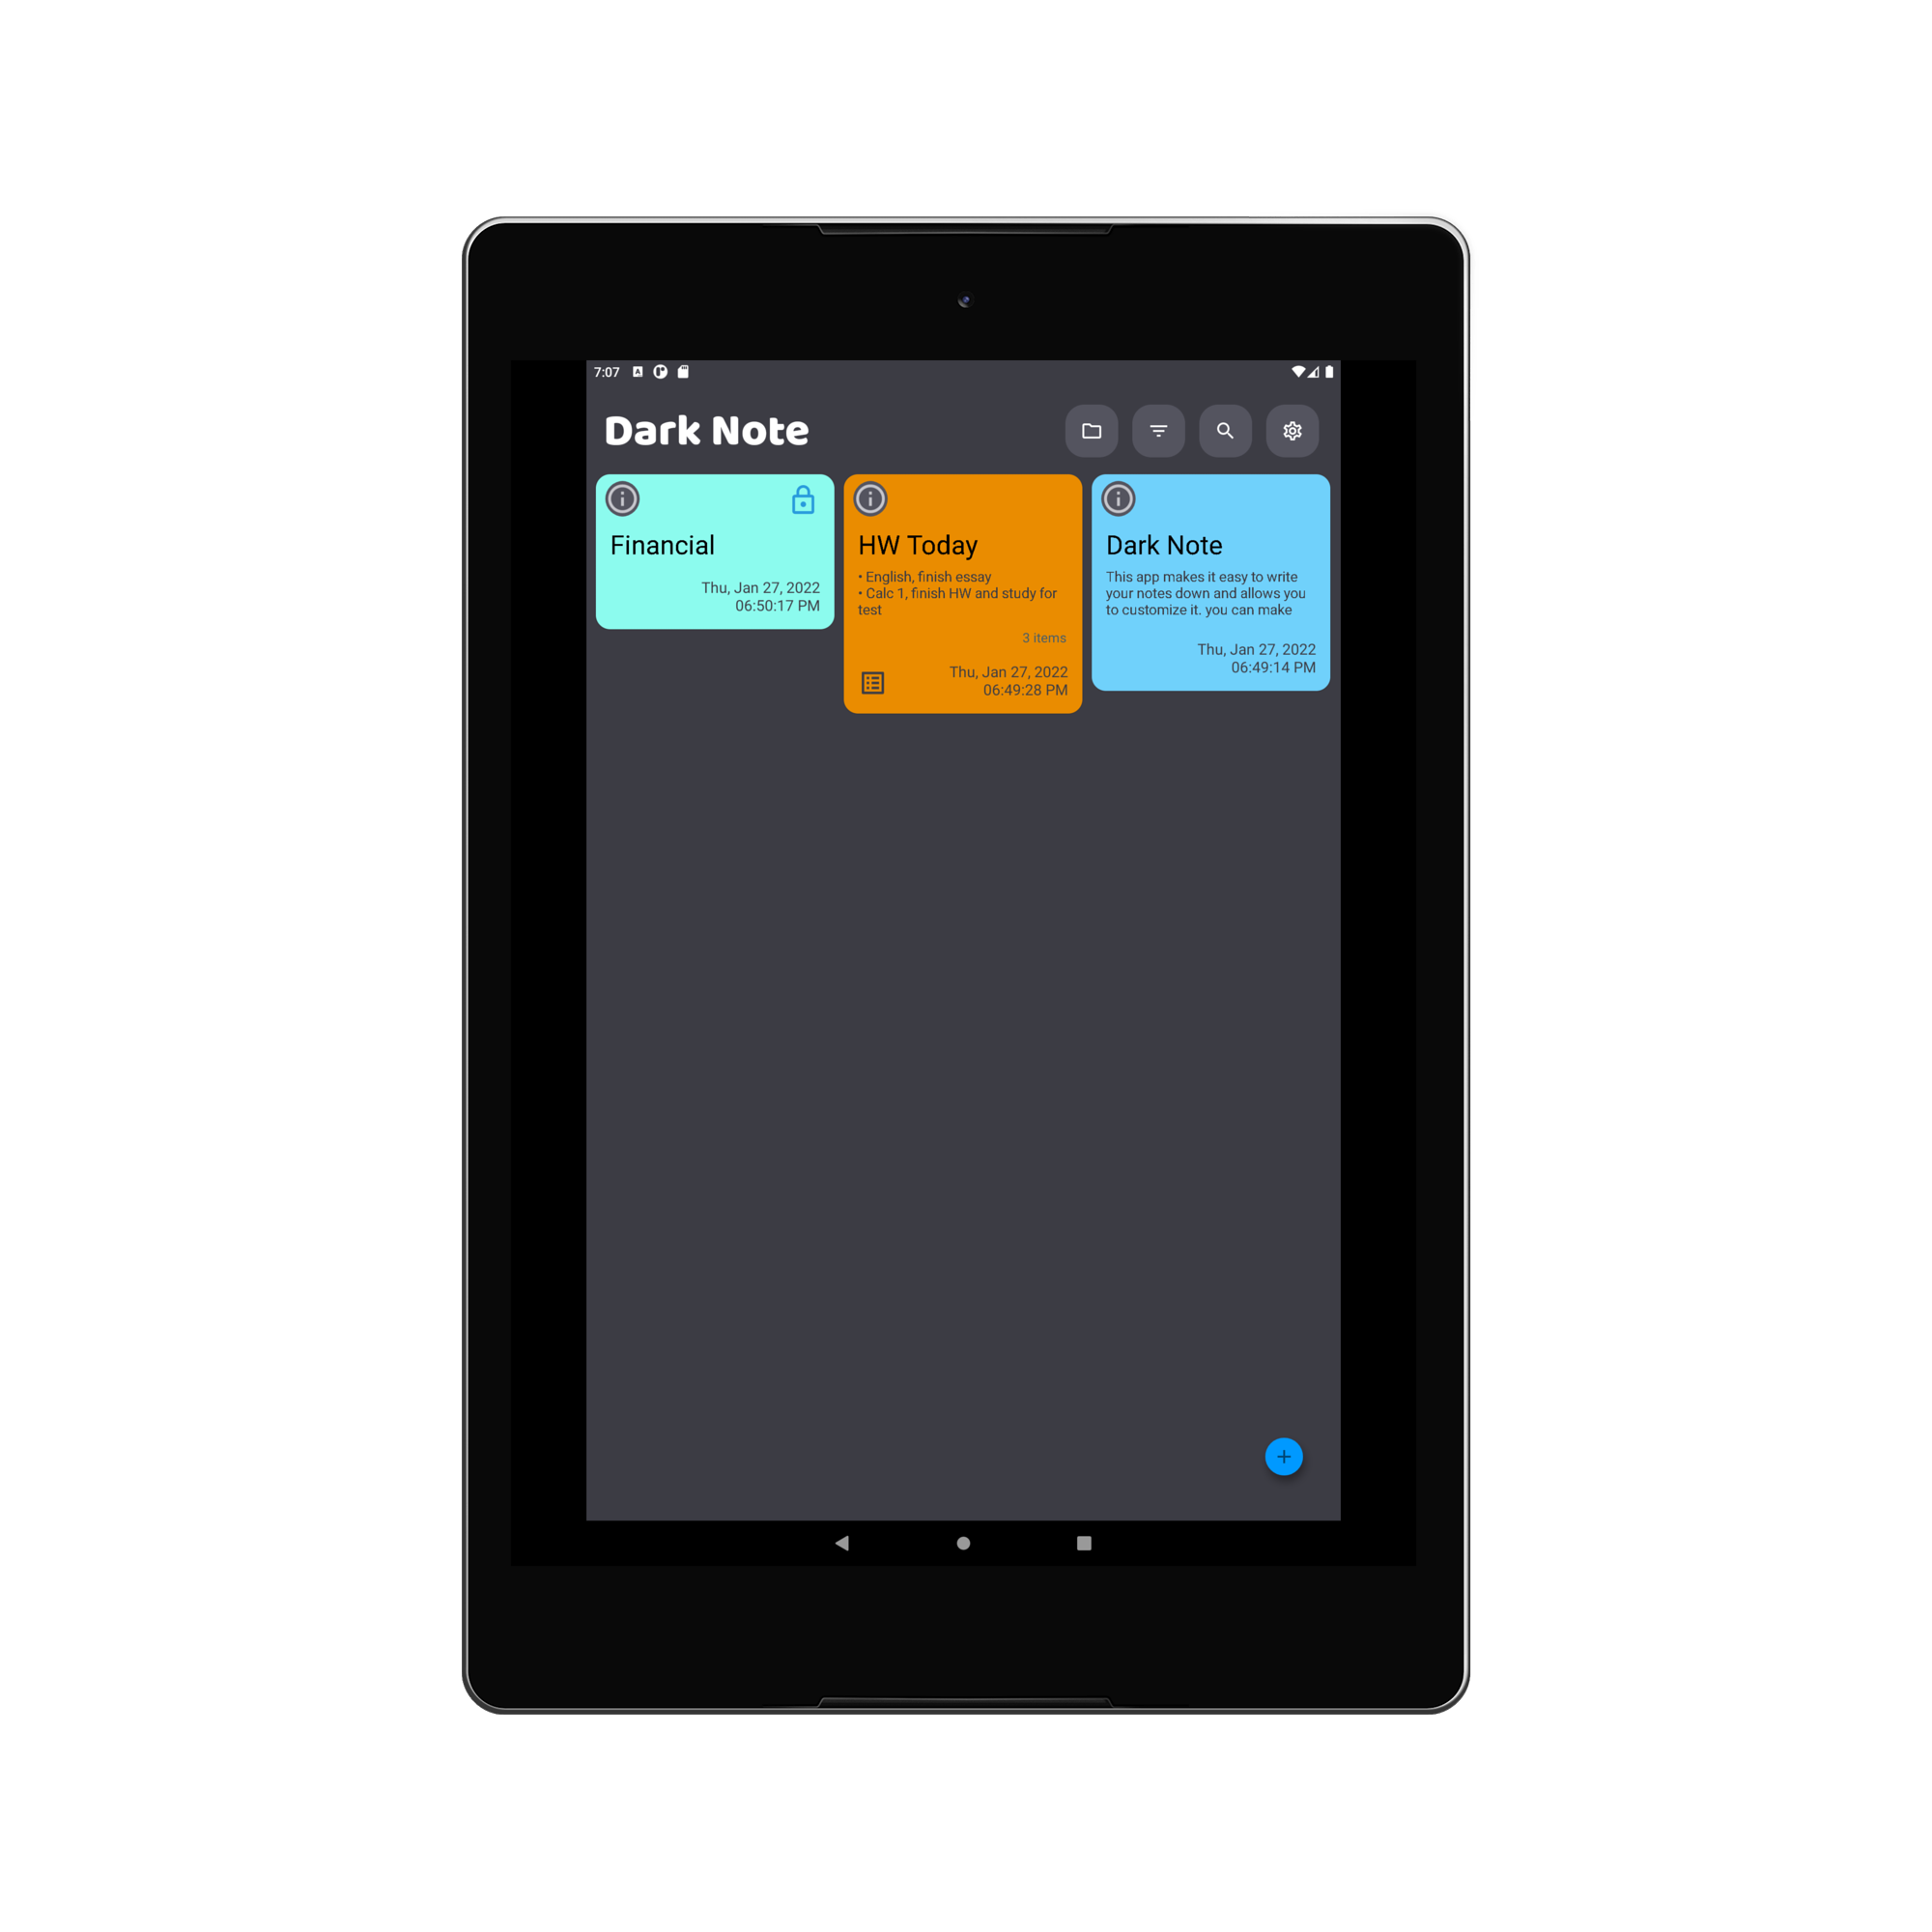 7:07
Dark Note
Financial
Thu, Jan 27, 2022
06:50:17 PM
HW Today
• English, finish essay
• Calc 1, finish HW and study for
test
3 items
Thu, Jan 27, 2022
06:49:28 PM
Dark Note
This app makes it easy to write
your notes down and allows you
to customize it. you can make
Thu, Jan 27, 2022
06:49:14 PM